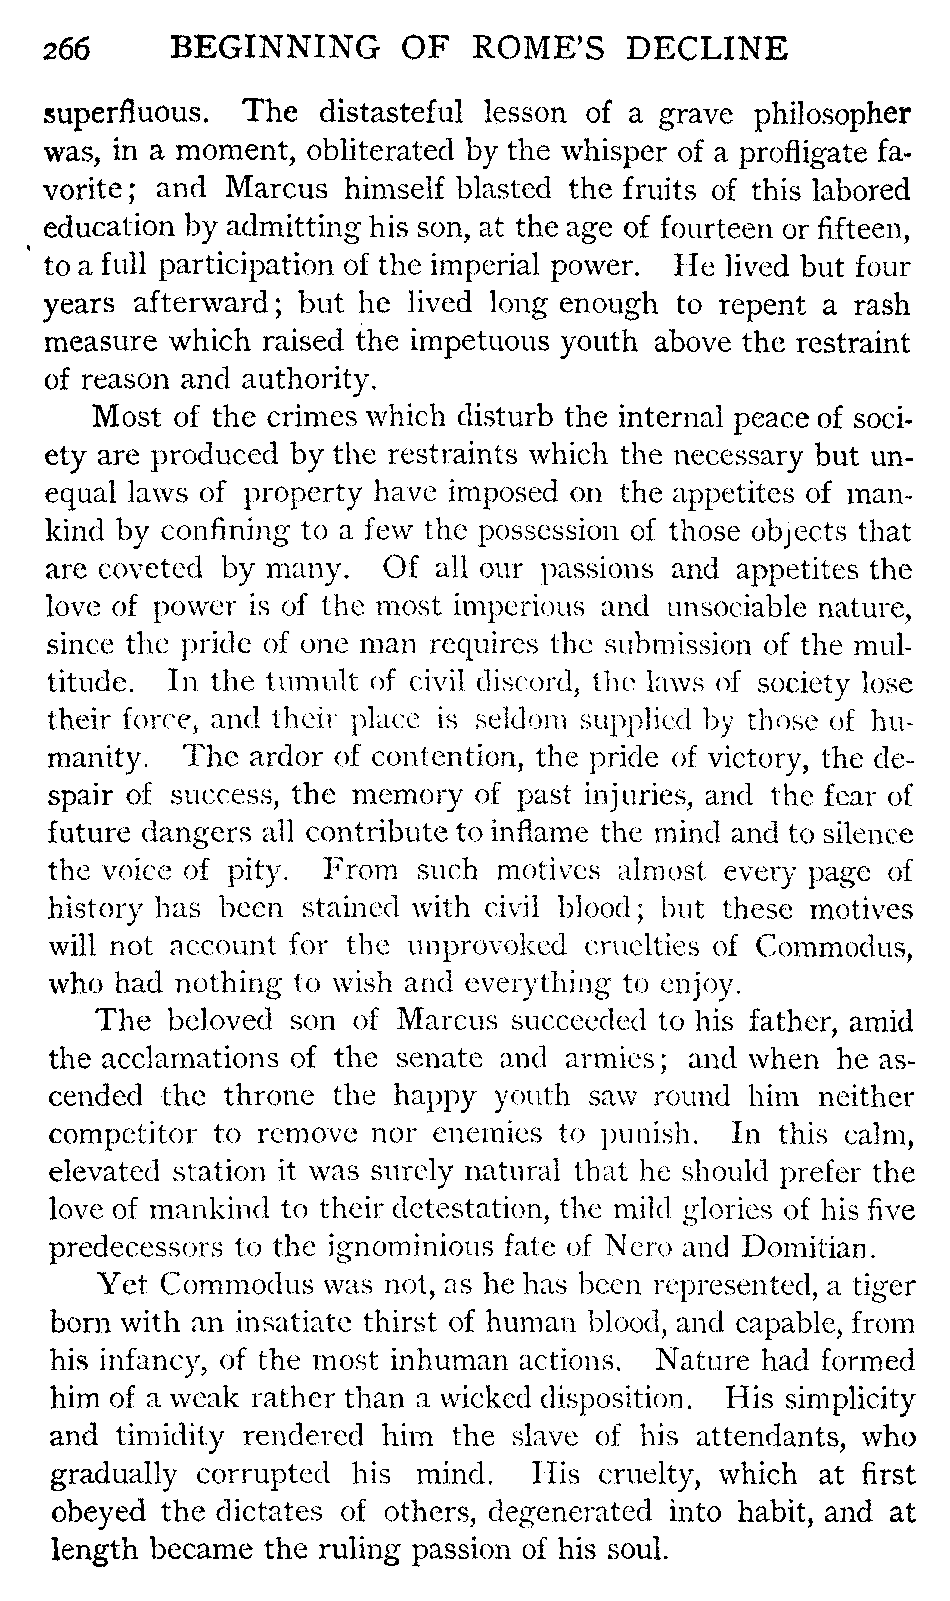 266 BEGINNING OF ROME'S DECLINE
superfluous. The distasteful lesson of a grave philosopher
was, in a moment, obliterated by the whisper of a profligate fa-
vorite; and Marcus himself blasted the fruits of this labored
education by admitting his son, at the age of fourteen or fifteen,
to a full participation of the imperial power. He lived but four
years afterward; but he lived long enough to repent a rash
measure which raised the impetuous youth above the restraint
of reason and authority.
Most of the crimes which disturb the internal peace of soci-
ety are produced by the restraints which the necessary but un-
equal laws of property have imposed on the appetites of man-
kind by confining to a few the possession of those objects that
are coveted by many. Of all our passions and appetites the
love of power is of the most imperious and unsociable nature,
since the pride of one man requires the submission of the mul-
titude. In the tumult of civil discord, the laws of society lose
their force, and their place is seldom supplied by those of hu-
manity. The ardor of contention, the pride of victory, the de-
spair of success, the memory of past injuries, and the fear of
future dangers all contribute to inflame the mind and to silence
the voice of pity. From such motives almost every page of
history has been stained with civil blood; but these motives
will not account for the unprovoked cruelties of Commodus,
who had nothing to wish and everything to enjoy.
The beloved son of Marcus succeeded to his father, amid
the acclamations of the senate and armies; and when he as-
cended the throne the happy youth saw round him neither
competitor to remove nor enemies to punish. In this calm,
elevated station it was surely natural that he should prefer the
love of mankind to their detestation, the mild glories of his five
predecessors to the ignominious fate of Nero and Domitian.
Yet Commodus was not, as he has been represented, a tiger
born with an insatiate thirst of human blood, and capable, from
his infancy, of the most inhuman actions. Nature had formed
him of a weak rather than a wicked disposition. His simplicity
and timidity rendered him the slave of his attendants, who
gradually corrupted his mind. His cruelty, which at first
obeyed the dictates of others, degenerated into habit, and at
length became the ruling passion of his soul.